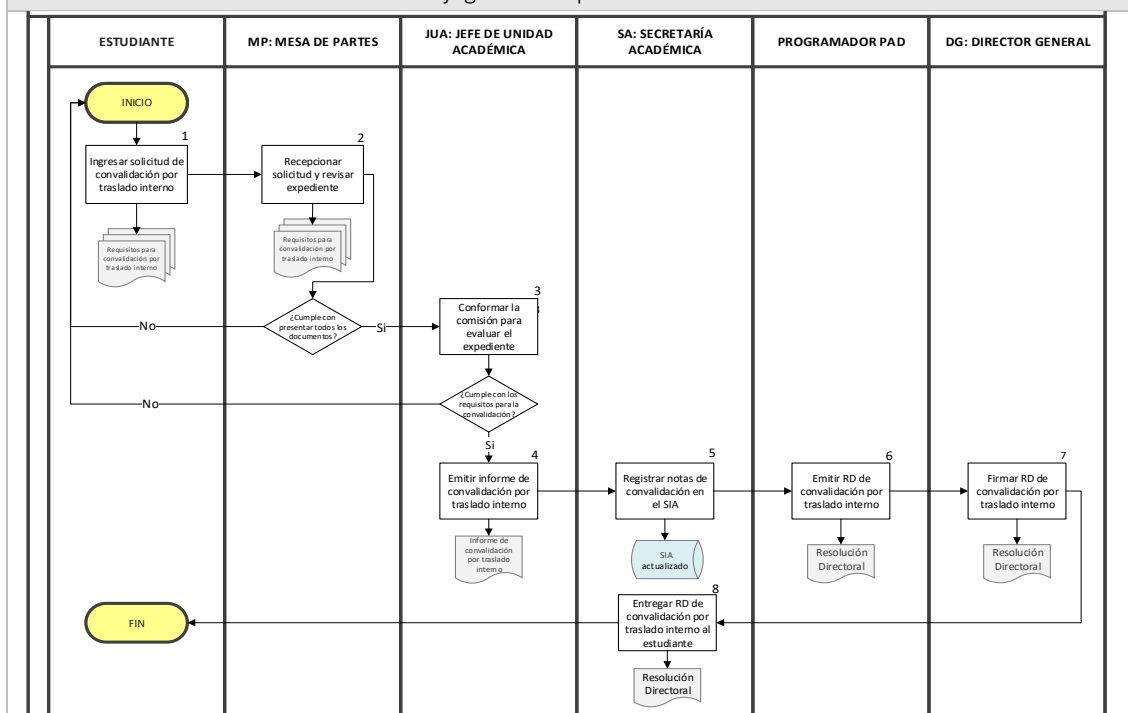 ESTUDIANTE
MP: MESA DE PARTES
JUA: JEFE DE UNIDAD
ACADÉMICA
SA: SECRETARÍA
ACADÉMICA
PROGRAMADOR PAD
DG: DIRECTOR GENERAL
INICIO
1
Ingresar solicitud de
convalidación por
traslado interno
Requisitos para
convalidación por
traslado interno
2
Recepcionar
solicitud y revisar
expediente
Requisitos para
convalidación por
traslado interno
¿Cumple con
presentar todos los
documentos?
No
Si
3
Conformar la
comisión para
evaluar el
expediente
¿Cumple con los
requisitos para la
convalidación?
No
Si
4
Emitir informe de
convalidación por
traslado interno
Informe de
convalidación
por traslado
interno
5
Registrar notas de
convalidación en
el SIA
SIA
actualizado
6
Emitir RD de
convalidación por
traslado interno
Resolución
Directoral
7
Firmar RD de
convalidación por
traslado interno
Resolución
Directoral
8
Entregar RD de
convalidación por
traslado interno al
estudiante
Resolución
Directoral
FIN